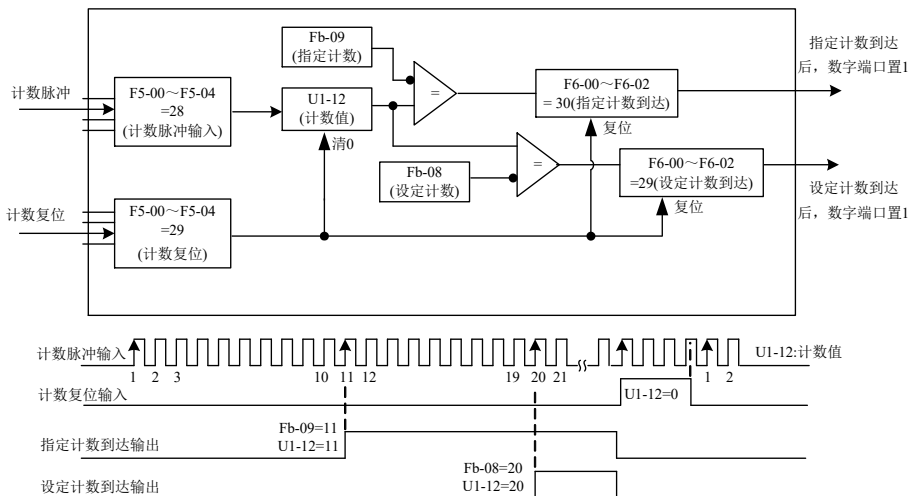 Fb-09
(指定计数)
指定计数到达
后，数字端口置1
计数脉冲
F5-00～F5-04
=28
(计数脉冲输入)
U1-12
(计数值)
=
F6-00～F6-02
= 30(指定计数到达)
清0
复位
Fb-08
(设定计数)
=
F6-00～F6-02
=29(设定计数到达)
设定计数到达
后，数字端口置1
计数复位
F5-00～F5-04
=29
(计数复位)
复位
计数脉冲输入
U1-12:计数值
1 2 3 10 11 12 19 20 21 1 2
计数复位输入
U1-12=0
Fb-09=11
U1-12=11
指定计数到达输出
Fb-08=20
U1-12=20
设定计数到达输出